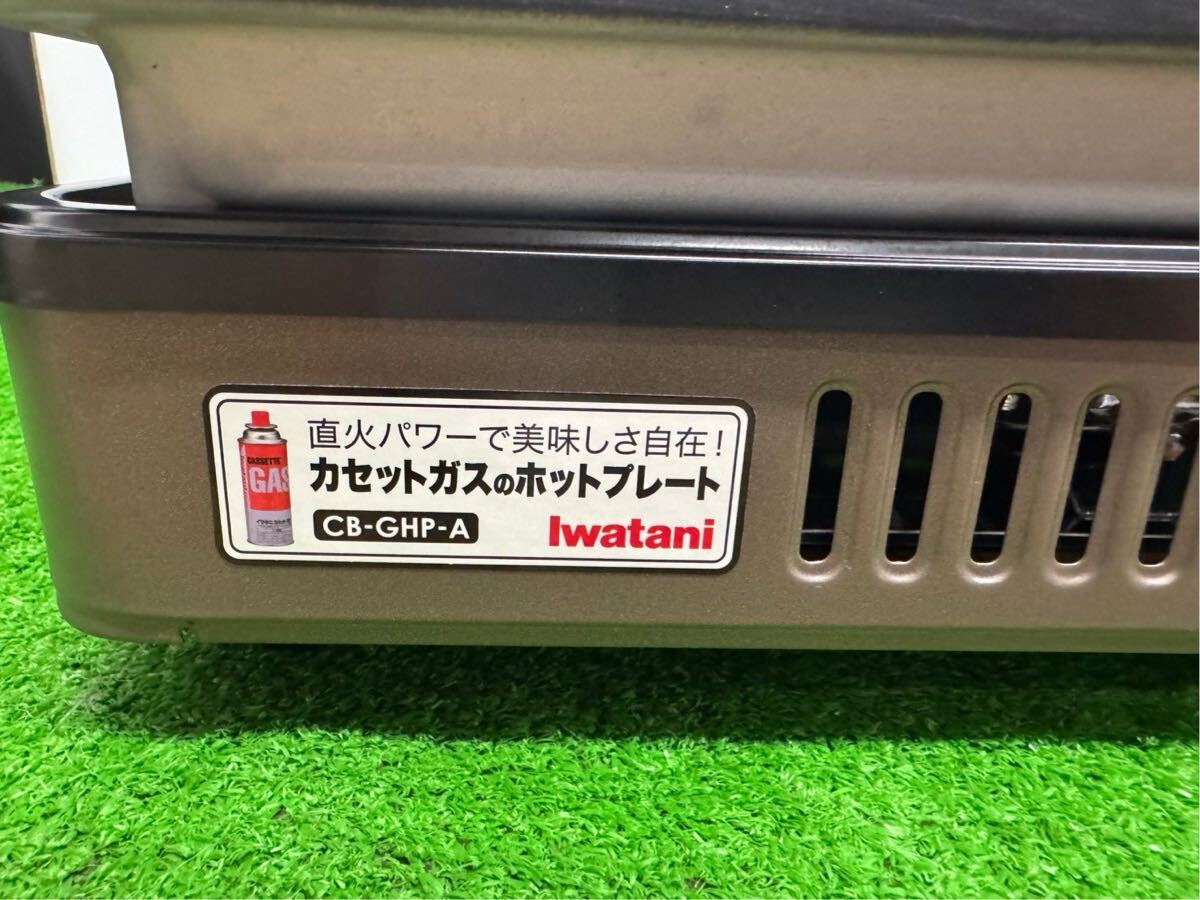 直火パワーで美味しさ自在!
カセットガスのホットプレート
CB-GHP-A
Iwatani
CASSETTE
GAS